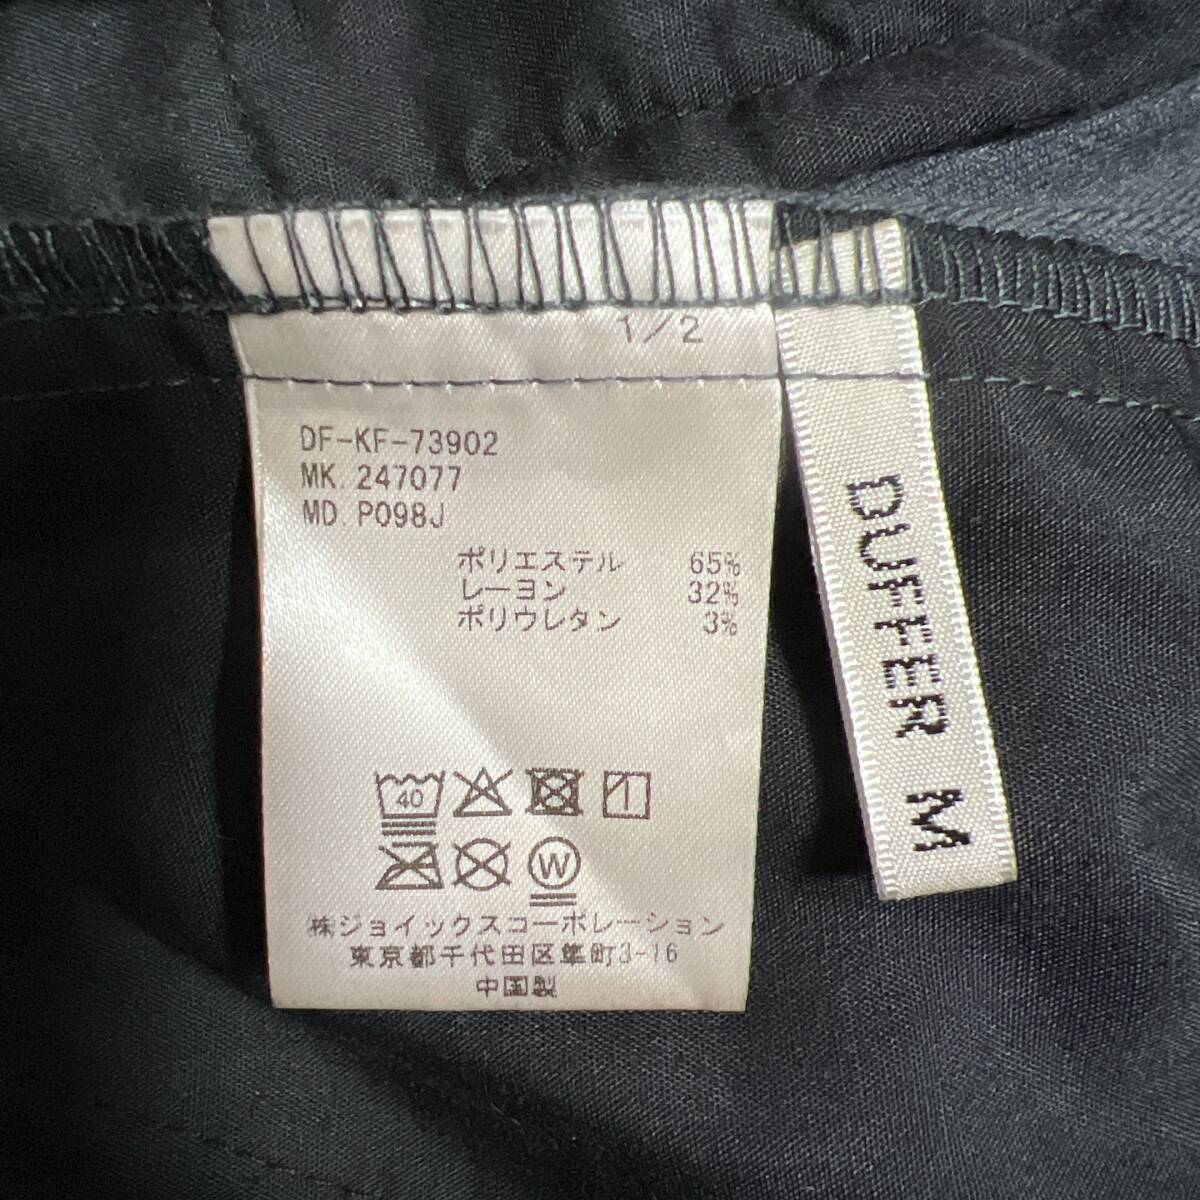 1/2
DF-KF-73902
MK. 247077
MD. P098J
ポリエステル 65%
レーヨン 32%
ポリウレタン 3%
40
W
㈱ジョイックスコーポレーション
東京都千代田区隼町3-16
中国製
DUFFER M